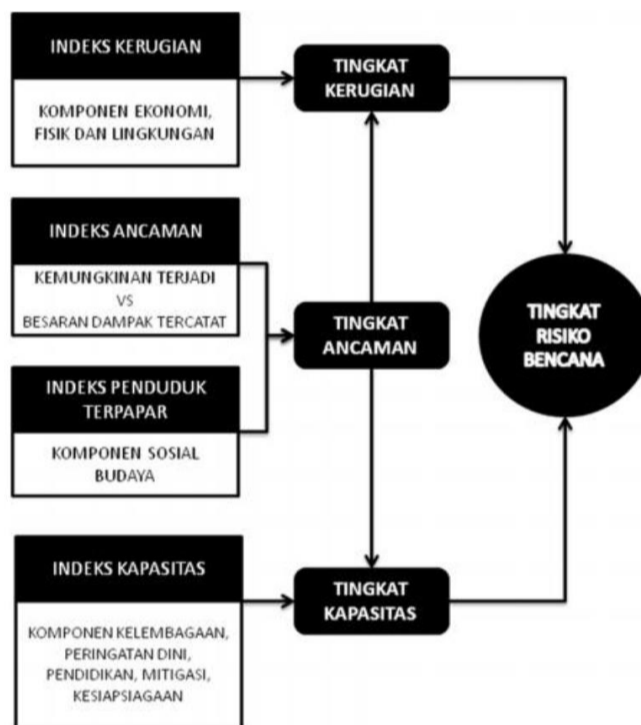 INDEKS KERUGIAN
KOMPONEN EKONOMI,
FISIK DAN LINGKUNGAN
TINGKAT
KERUGIAN
INDEKS ANCAMAN
KEMUNGKINAN TERJADI
VS
BESARAN DAMPAK TERCATAT
TINGKAT
ANCAMAN
TINGKAT
RISIKO
BENCANA
INDEKS PENDUDUK
TERPAPAR
KOMPONEN SOSIAL
BUDAYA
INDEKS KAPASITAS
KOMPONEN KELEMBAGAAN,
PERINGATAN DINI,
PENDIDIKAN, MITIGASI,
KESIAPSIAGAAN
TINGKAT
KAPASITAS